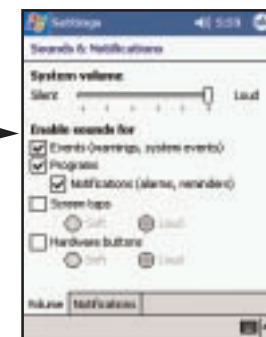 Settings 5:59
Sounds & Notifications
System volume
Silent Loud
Enable sounds for
Events (warnings, system events)
Programs
Notifications (alarms, reminders)
Screen taps
Soft Loud
Hardware buttons
Soft Loud
Volume Notifications